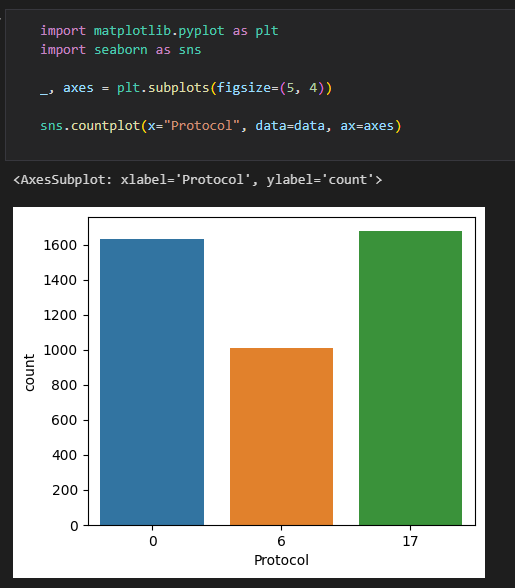 import matplotlib.pyplot as plt
import seaborn as sns
_, axes = plt.subplots(figsize=(5, 4))
sns.countplot(x="Protocol", data=data, ax=axes)
<AxesSubplot: xlabel='Protocol', ylabel='count'>
1600
1400
1200
1000
800
600
400
200
0
count
0 6 17
Protocol